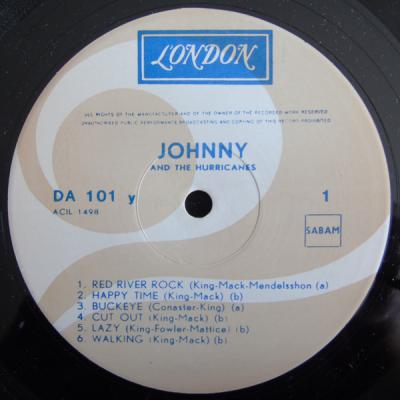 LONDON
ALL RIGHTS OF THE MANUFACTURER AND OF THE OWNER OF THE RECORDED WORK RESERVED
UNAUTHORISED PUBLIC PERFORMANCE BROADCASTING AND COPYING OF THIS RECORD PROHIBITED
JOHNNY
AND THE HURRICANES
DA 101 y
1
ACIL 1498
SABAM
1. RED RIVER ROCK (King-Mack-Mendelsshon (a)
2. HAPPY TIME (King-Mack) (b)
3. BUCKEYE (Conaster-King) (a)
4. CUT OUT (King-Mack) (b)
5. LAZY (King-Fowler-Mattice) (b)
6. WALKING (King-Mack) (b)